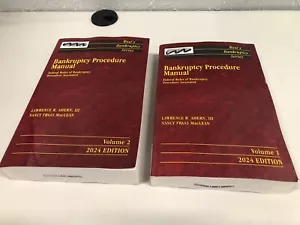 West's
Bankruptcy
Series
Bankruptcy Procedure
Manual
Federal Rules of Bankruptcy
Procedure Annotated
LAWRENCE R. AHERN, III
NANCY FRAAS MacLEAN
Volume 2
2024 EDITION
West's
Bankruptcy
Series
Bankruptcy Procedure
Manual
Federal Rules of Bankruptcy
Procedure Annotated
LAWRENCE R. AHERN, III
NANCY FRAAS MacLEAN
Volume 1
2024 EDITION